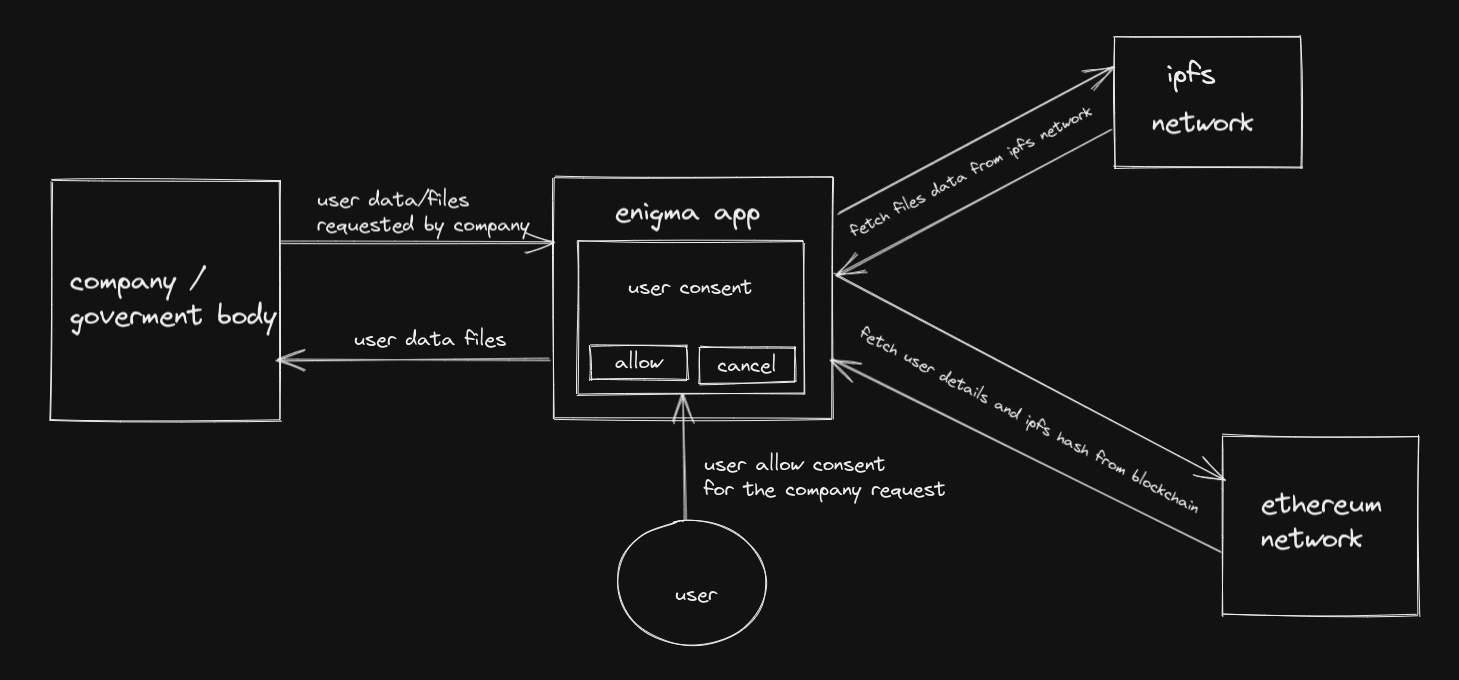 ipfs
network
fetch files data from ipfs network
user data/files
requested by company
enigma app
company /
goverment body
user consent
user data files
allow
cancel
fetch user details and ipfs hash from blockchain
user allow consent
for the company request
ethereum
network
user